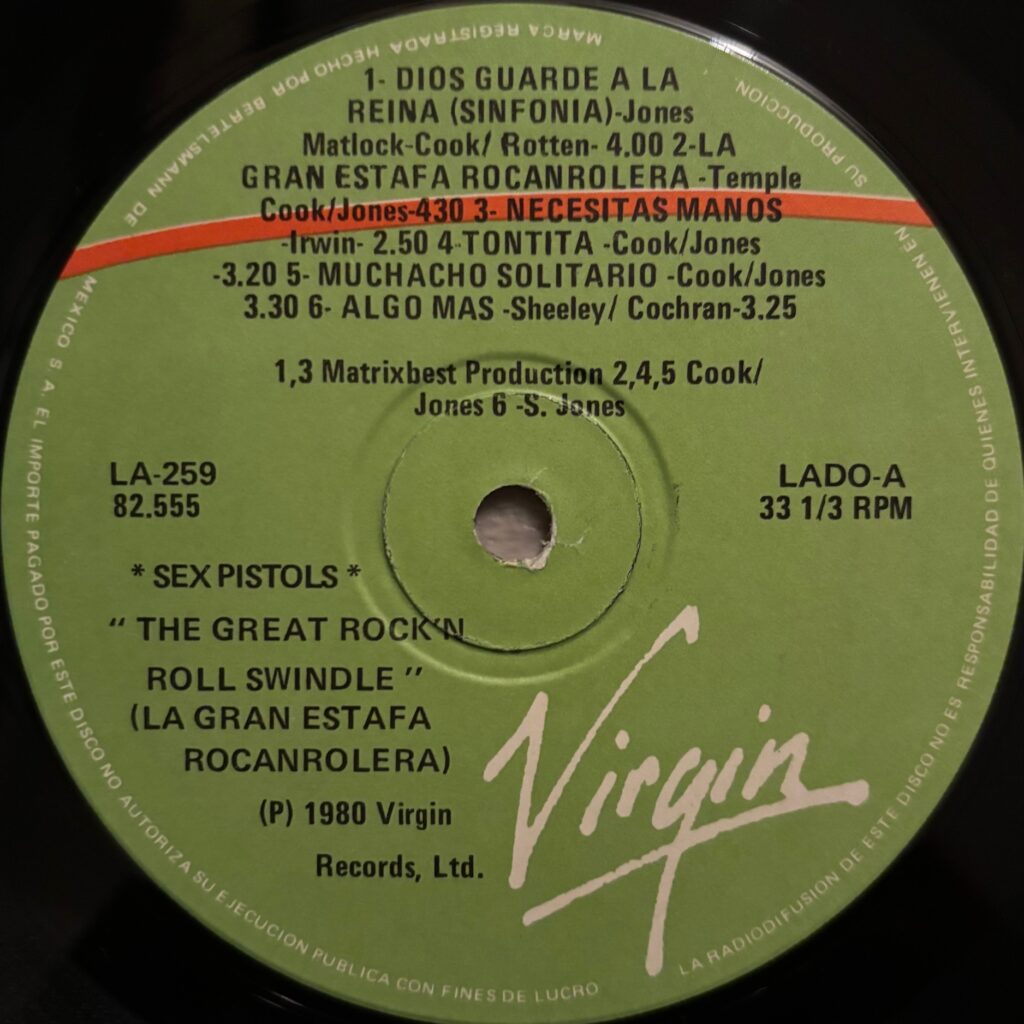 1- DIOS GUARDE A LA
REINA (SINFONIA)-Jones
Matlock-Cook/ Rotten- 4.00 2-LA
GRAN ESTAFA ROCANROLERA -Temple
Cook/Jones-430 3- NECESITAS MANOS
-Irwin- 2.50 4-TONTITA -Cook/Jones
-3.20 5- MUCHACHO SOLITARIO -Cook/Jones
3.30 6- ALGO MAS -Sheeley/ Cochran-3.25
1,3 Matrixbest Production 2,4,5 Cook/
Jones 6 -S. Jones
LA-259
82.555
LADO-A
33 1/3 RPM
* SEX PISTOLS *
“ THE GREAT ROCK'N
ROLL SWINDLE ”
(LA GRAN ESTAFA
ROCANROLERA)
(P) 1980 Virgin
Records, Ltd.
Virgin
MARCA REGISTRADA HECHO POR BERTELSMANN DE MEXICO S. A. EL IMPORTE PAGADO POR ESTE DISCO NO AUTORIZA SU EJECUCION PUBLICA CON FINES DE LUCRO
LA RADIODIFUSION DE ESTE DISCO NO ES RESPONSABILIDAD DE QUIENES INTERVIENEN EN SU PRODUCCION